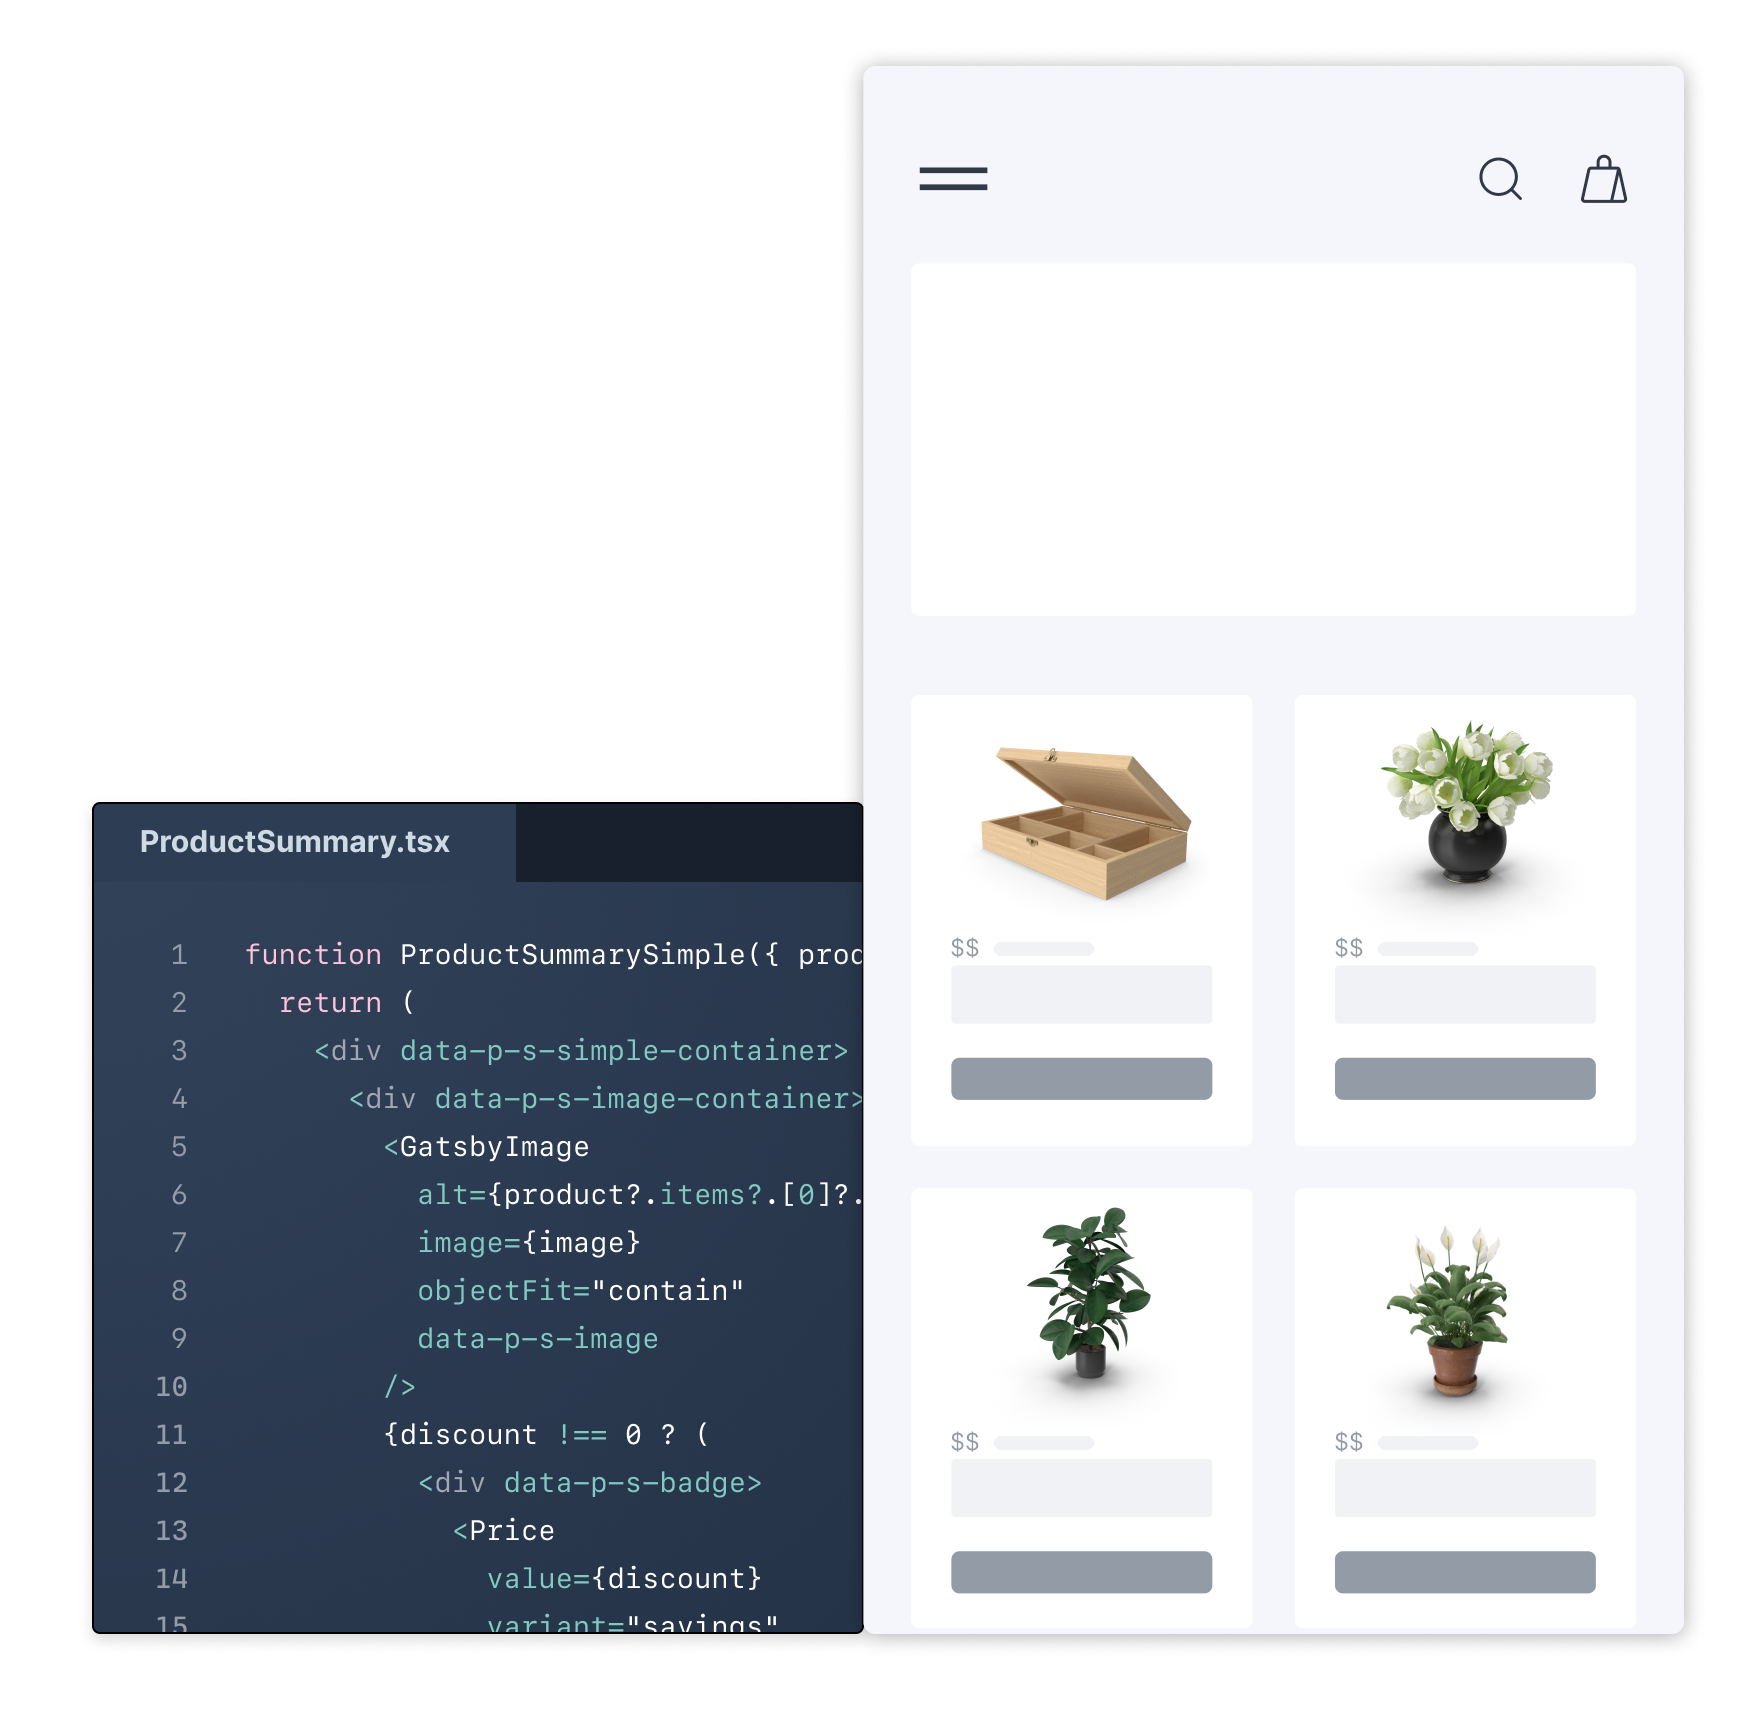 ProductSummary.tsx
1 function ProductSummarySimple({ prod
2 return (
3 <div data-p-s-simple-container>
4 <div data-p-s-image-container>
5 <GatsbyImage
6 alt={product?.items?.[0]?.
7 image={image}
8 objectFit="contain"
9 data-p-s-image
10 />
11 {discount !== 0 ? (
12 <div data-p-s-badge>
13 <Price
14 value={discount}
15 variant="savings"
$$
$$
$$
$$